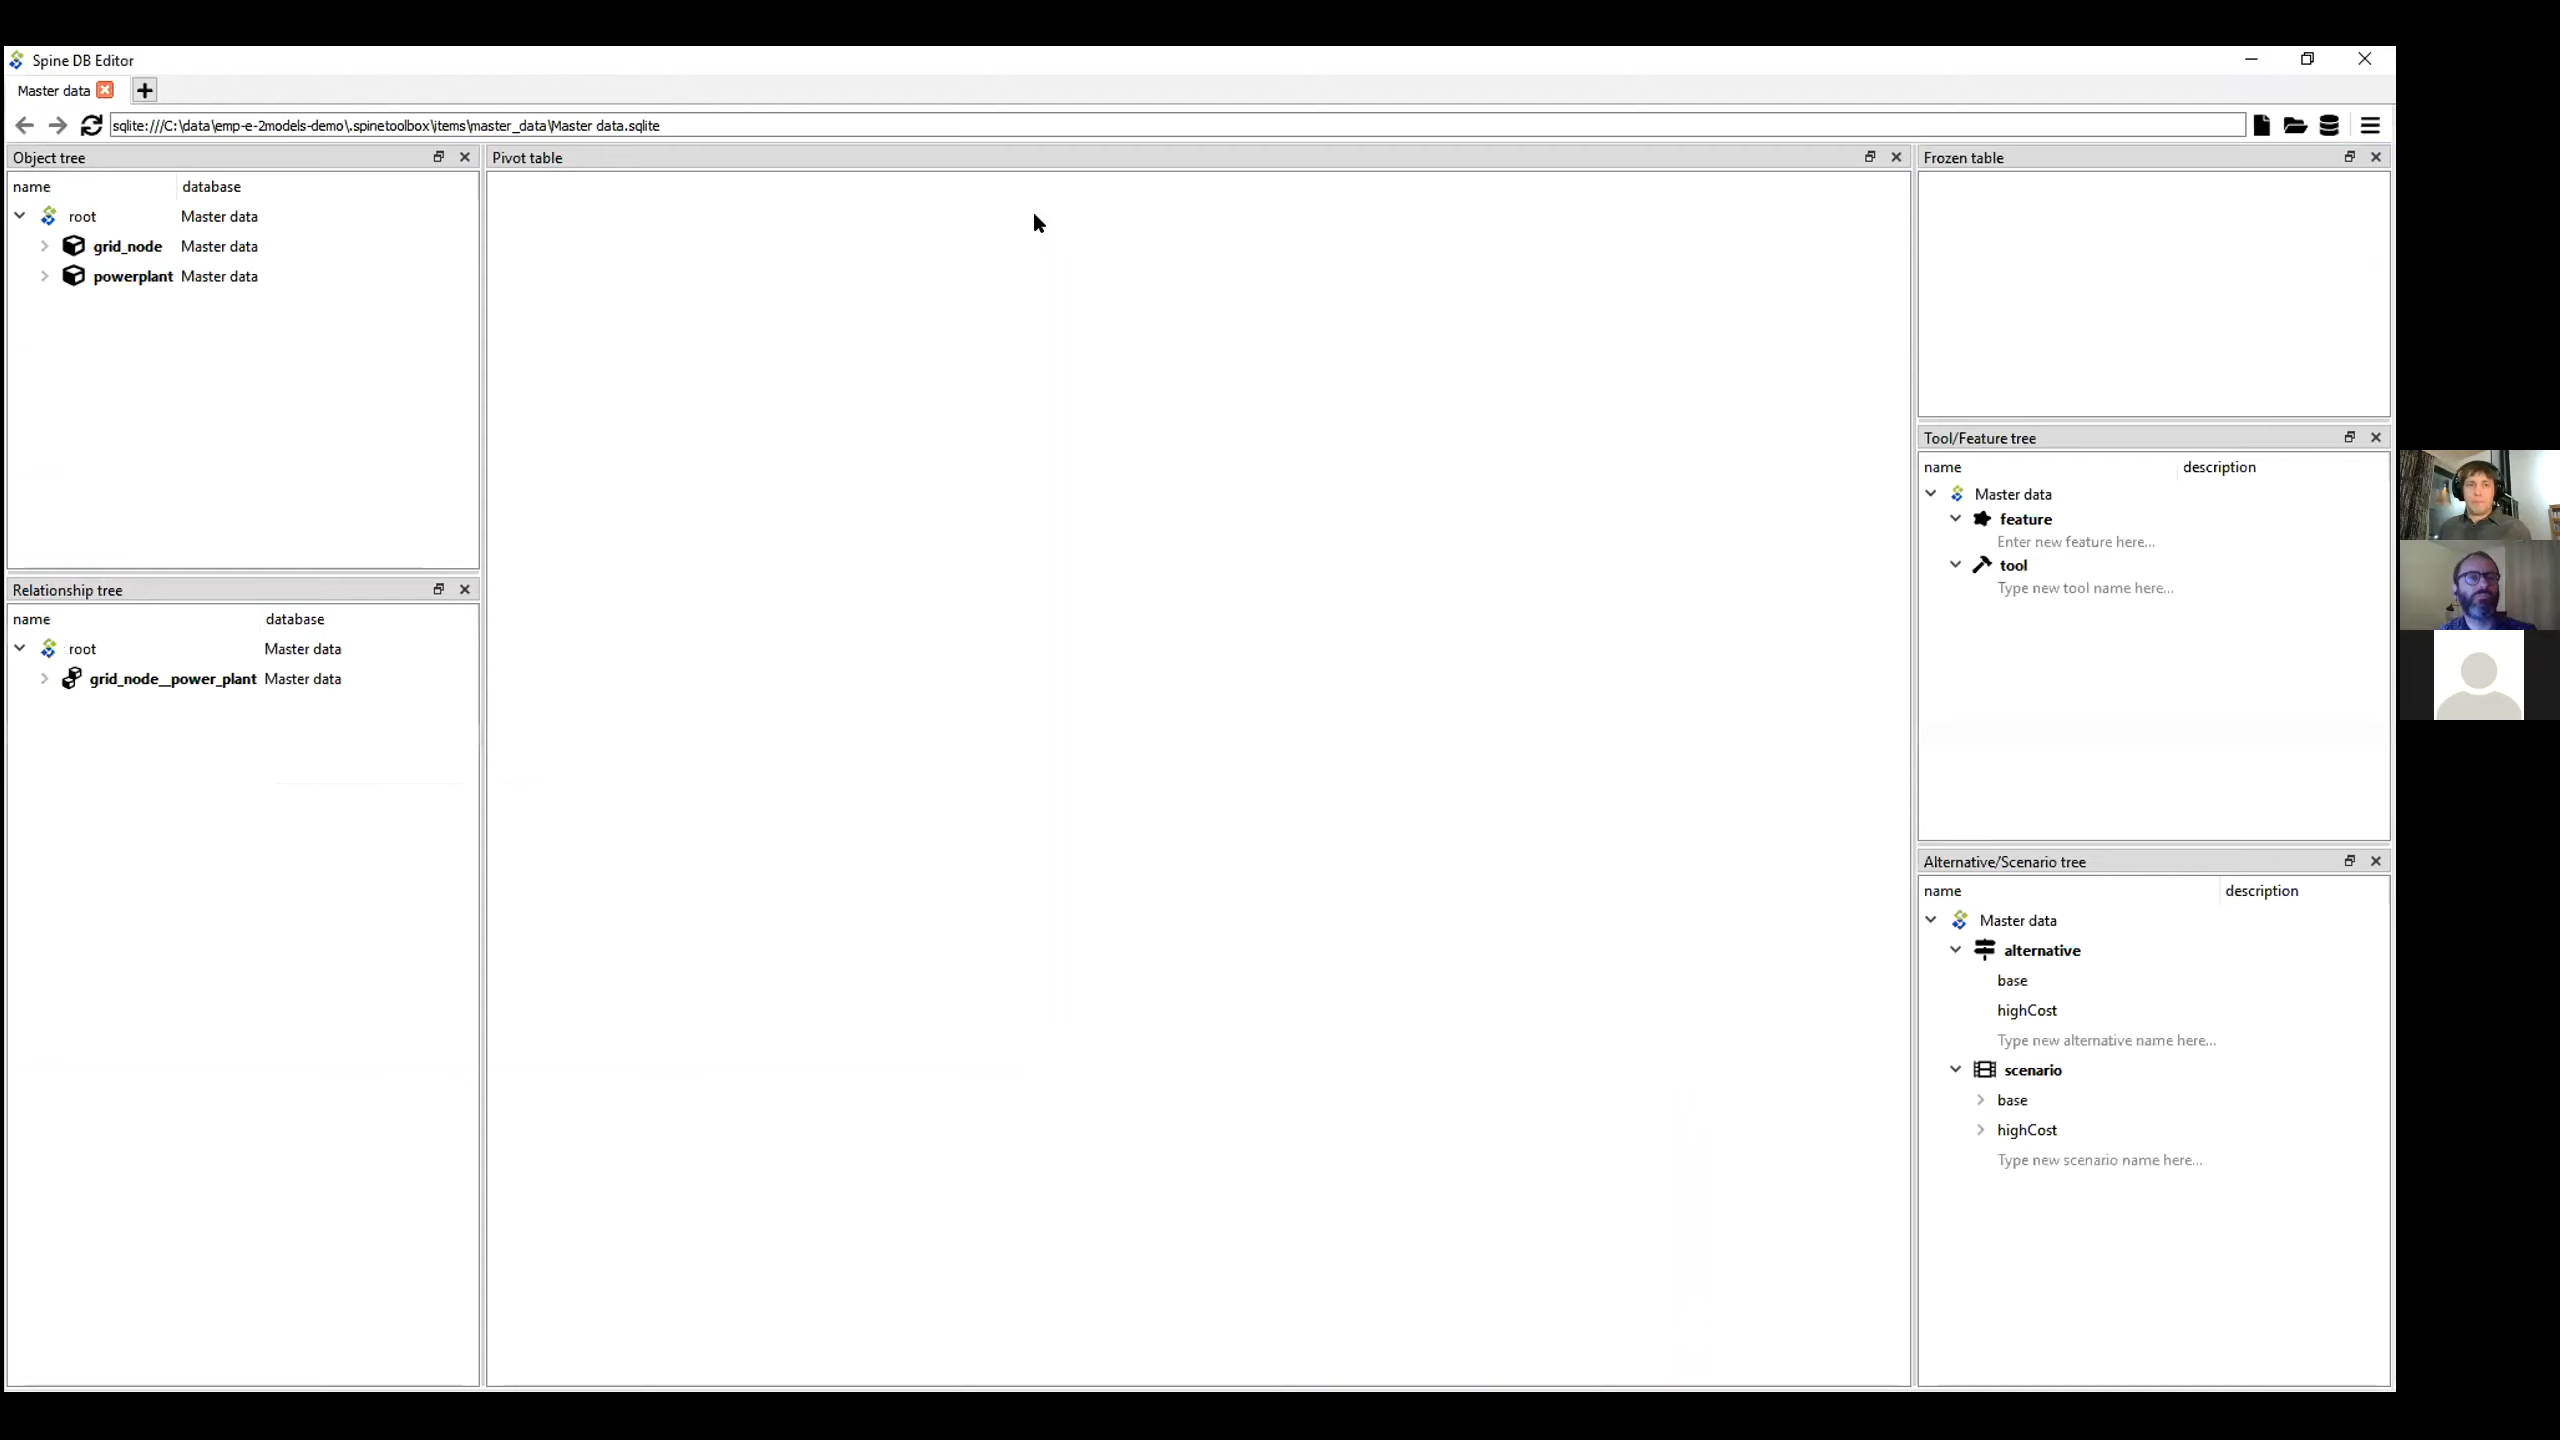 Spine DB Editor
Master data
sqlite:///C:\data\emp-e-2models-demo\.spinetoolbox\items\master_data\Master data.sqlite
Object tree
name database
root Master data
grid_node Master data
powerplant Master data
Relationship tree
name database
root Master data
grid_node__power_plant Master data
Pivot table
Frozen table
Tool/Feature tree
name description
Master data
feature
Enter new feature here...
tool
Type new tool name here...
Alternative/Scenario tree
name description
Master data
alternative
base
highCost
Type new alternative name here...
scenario
base
highCost
Type new scenario name here...